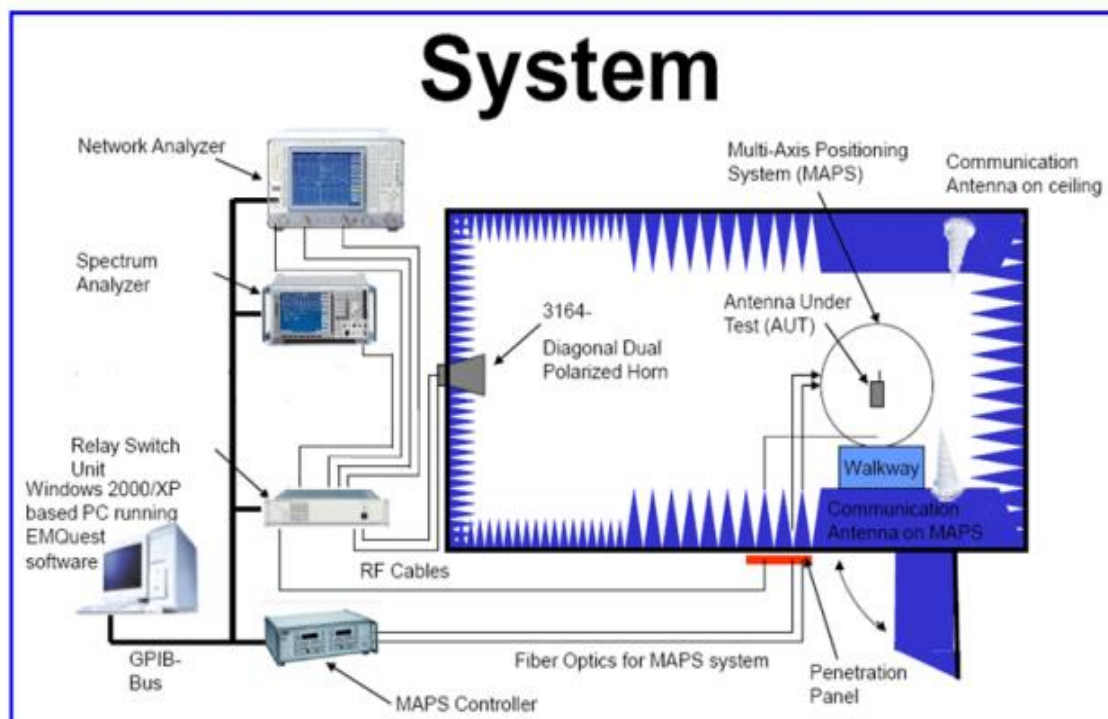 System
Network Analyzer
Multi-Axis Positioning
System (MAPS)
Communication
Antenna on ceiling
Spectrum
Analyzer
3164-
Diagonal Dual
Polarized Horn
Antenna Under
Test (AUT)
Relay Switch
Unit
Windows 2000/XP
based PC running
EMQuest
software
Walkway
Communication
Antenna on MAPS
RF Cables
GPIB-
Bus
Fiber Optics for MAPS system
Penetration
Panel
MAPS Controller